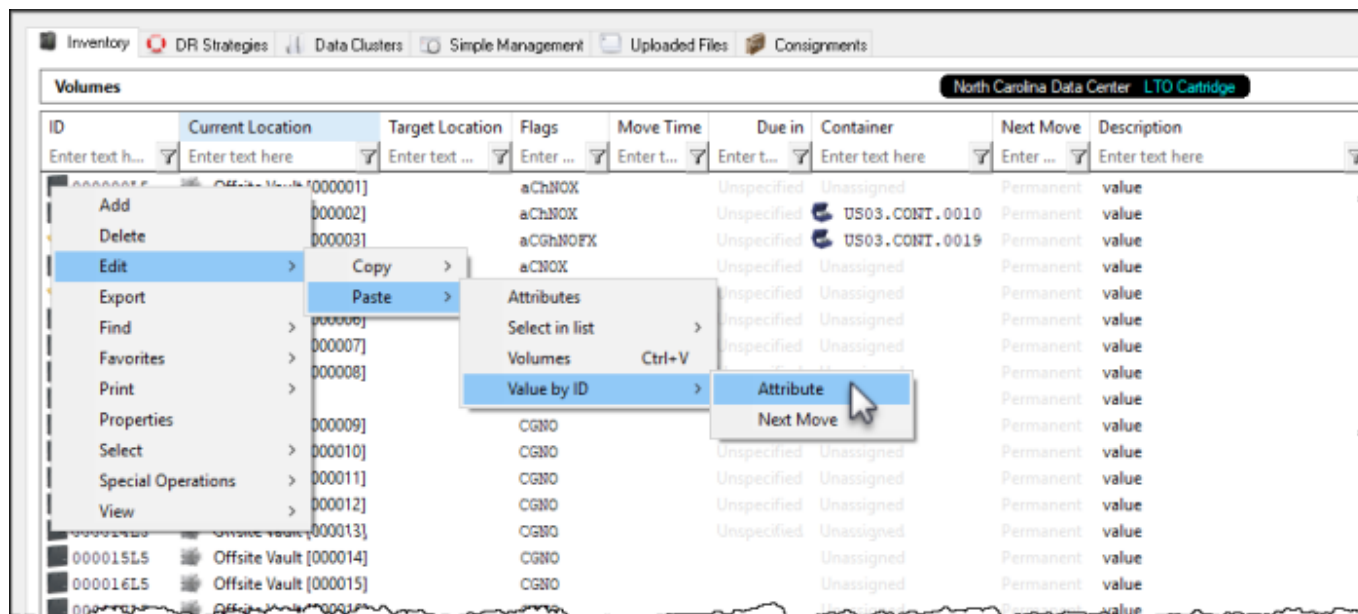 Inventory DR Strategies Data Clusters Simple Management Uploaded Files Consignments
Volumes North Carolina Data Center LTO Cartridge
ID Current Location Target Location Flags Move Time Due in Container Next Move Description
Enter text h... Enter text here Enter text ... Enter ... Enter t... Enter t... Enter text here Enter ... Enter text here
Offsite Vault [000001] aChNOX Unspecified Unassigned Permanent value
Add 000002] aChNOX Unspecified US03.CONT.0010 Permanent value
Delete 000003] aCGhNOFX Unspecified US03.CONT.0019 Permanent value
Edit > Copy > aCNOX Unspecified Unassigned Permanent value
Export Paste > Attributes Unspecified Unassigned Permanent value
Find > 000006] Select in list > Unspecified Unassigned Permanent value
Favorites > 000007] Volumes Ctrl+V Unspecified Unassigned Permanent value
000008] Permanent value
Print > Value by ID > Attribute Permanent value
Properties 000009] CGNO Next Move Permanent value
Select > 000010] CGNO Unspecified Unassigned Permanent value
Special Operations > 000011] CGNO Unspecified Unassigned Permanent value
View > 000012] CGNO Unspecified Unassigned Permanent value
Offsite Vault [000013] CGNO Unspecified Unassigned Permanent value
000015L5 Offsite Vault [000014] CGNO Unassigned Permanent value
000016L5 Offsite Vault [000015] CGNO Unassigned Permanent value